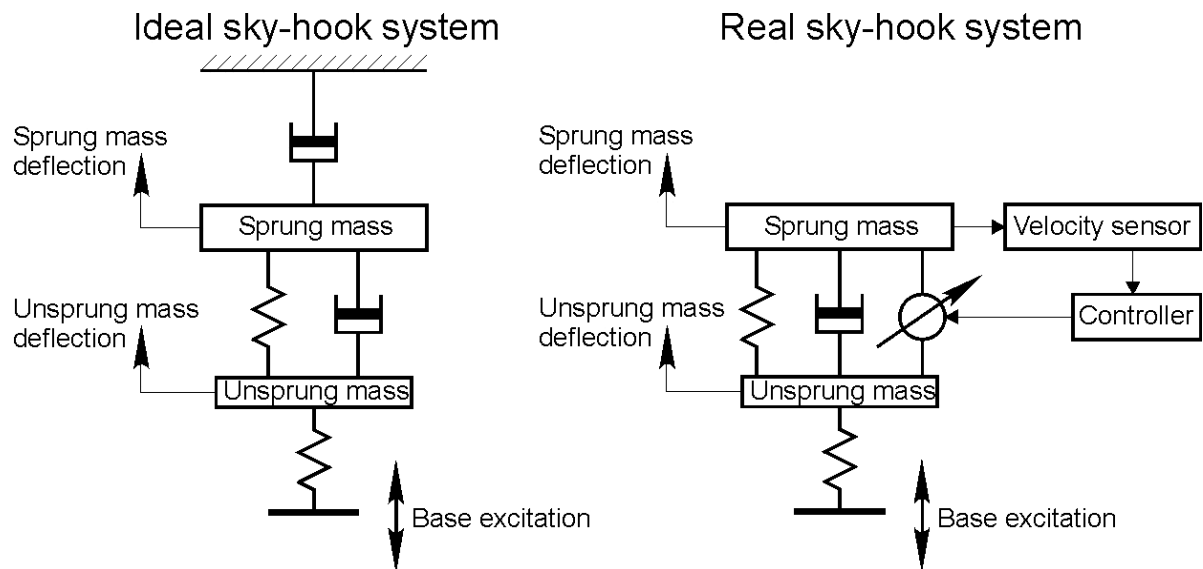 Ideal sky-hook system
Sprung mass
deflection
Sprung mass
Unsprung mass
deflection
Unsprung mass
Base excitation
Real sky-hook system
Sprung mass
deflection
Sprung mass
Velocity sensor
Unsprung mass
deflection
Controller
Unsprung mass
Base excitation